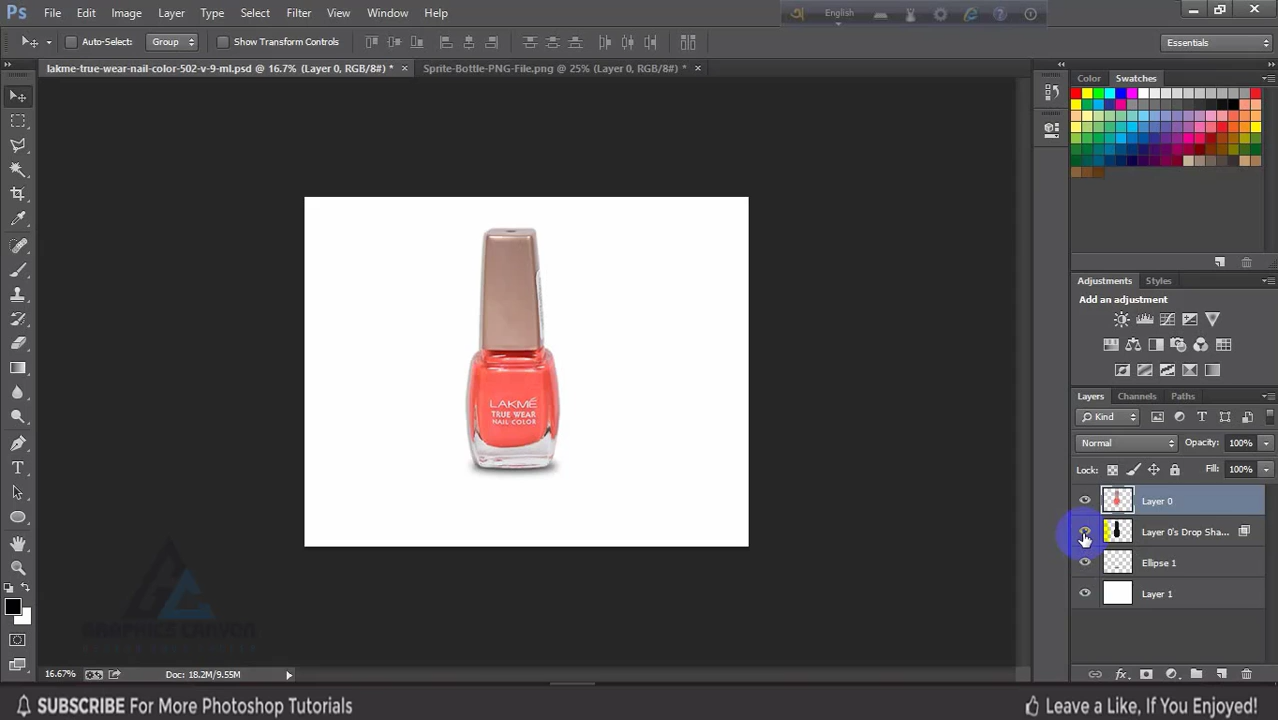 Ps File Edit Image Layer Type Select Filter View Window Help
English
Auto-Select: Group Show Transform Controls
Essentials
lakme-true-wear-nail-color-502-v-9-ml.psd @ 16.7% (Layer 0, RGB/8#) * × Sprite-Bottle-PNG-File.png @ 25% (Layer 0, RGB/8#) * ×
Color Swatches
Adjustments Styles
Add an adjustment
LAKMÉ
TRUE WEAR
NAIL COLOR
Layers Channels Paths
Kind
Normal Opacity: 100%
Lock: Fill: 100%
Layer 0
Layer 0's Drop Sha...
Ellipse 1
Layer 1
GRAPHICS CANYON
16.67% Doc: 18.2M/9.55M
SUBSCRIBE For More Photoshop Tutorials
Leave a Like, If You Enjoyed!